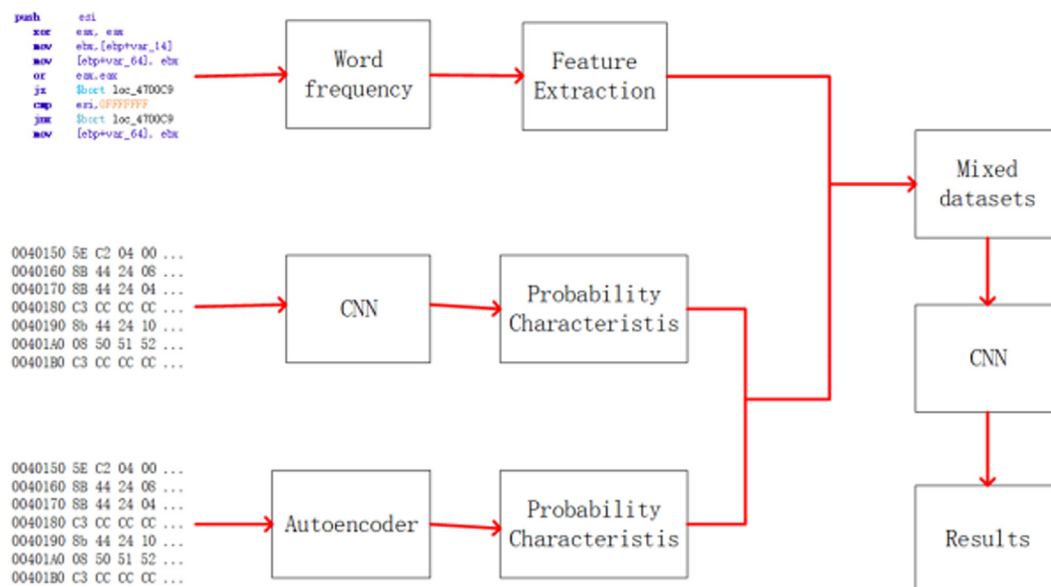 push esi
xor eax, eax
mov ebx,[ebp+var_14]
mov [ebp+var_64], ebx
or eax.eax
jz $bort loc_4700C9
cmp esi,0FFFFFFF
jnx $bort loc_4700C9
mov [ebp+var_64], ebx
Word
frequency
Feature
Extraction
Mixed
datasets
0040150 5E C2 04 00 ...
0040160 8B 44 24 08 ...
0040170 8B 44 24 04 ...
0040180 C3 CC CC CC ...
0040190 8b 44 24 10 ...
00401A0 08 50 51 52 ...
00401B0 C3 CC CC CC ...
CNN
Probability
Characteristis
CNN
0040150 5E C2 04 00 ...
0040160 8B 44 24 08 ...
0040170 8B 44 24 04 ...
0040180 C3 CC CC CC ...
0040190 8b 44 24 10 ...
00401A0 08 50 51 52 ...
00401B0 C3 CC CC CC ...
Autoencoder
Probability
Characteristis
Results